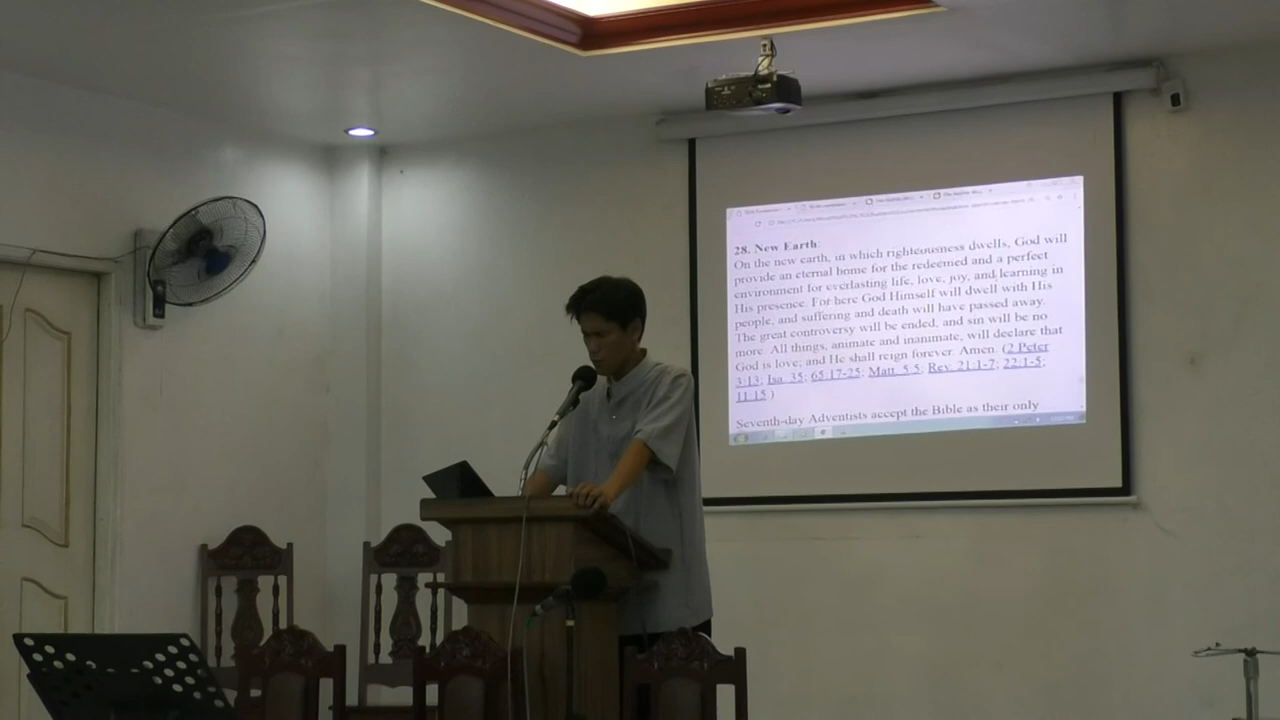 28. New Earth:
On the new earth, in which righteousness dwells, God will
provide an eternal home for the redeemed and a perfect
environment for everlasting life, love, joy, and learning in
His presence. For here God Himself will dwell with His
people, and suffering and death will have passed away.
The great controversy will be ended, and sin will be no
more. All things, animate and inanimate, will declare that
God is love; and He shall reign forever. Amen. (2 Peter
3:13; Isa. 35; 65:17-25; Matt. 5:5; Rev. 21:1-7; 22:1-5;
11:15.)
Seventh-day Adventists accept the Bible as their only